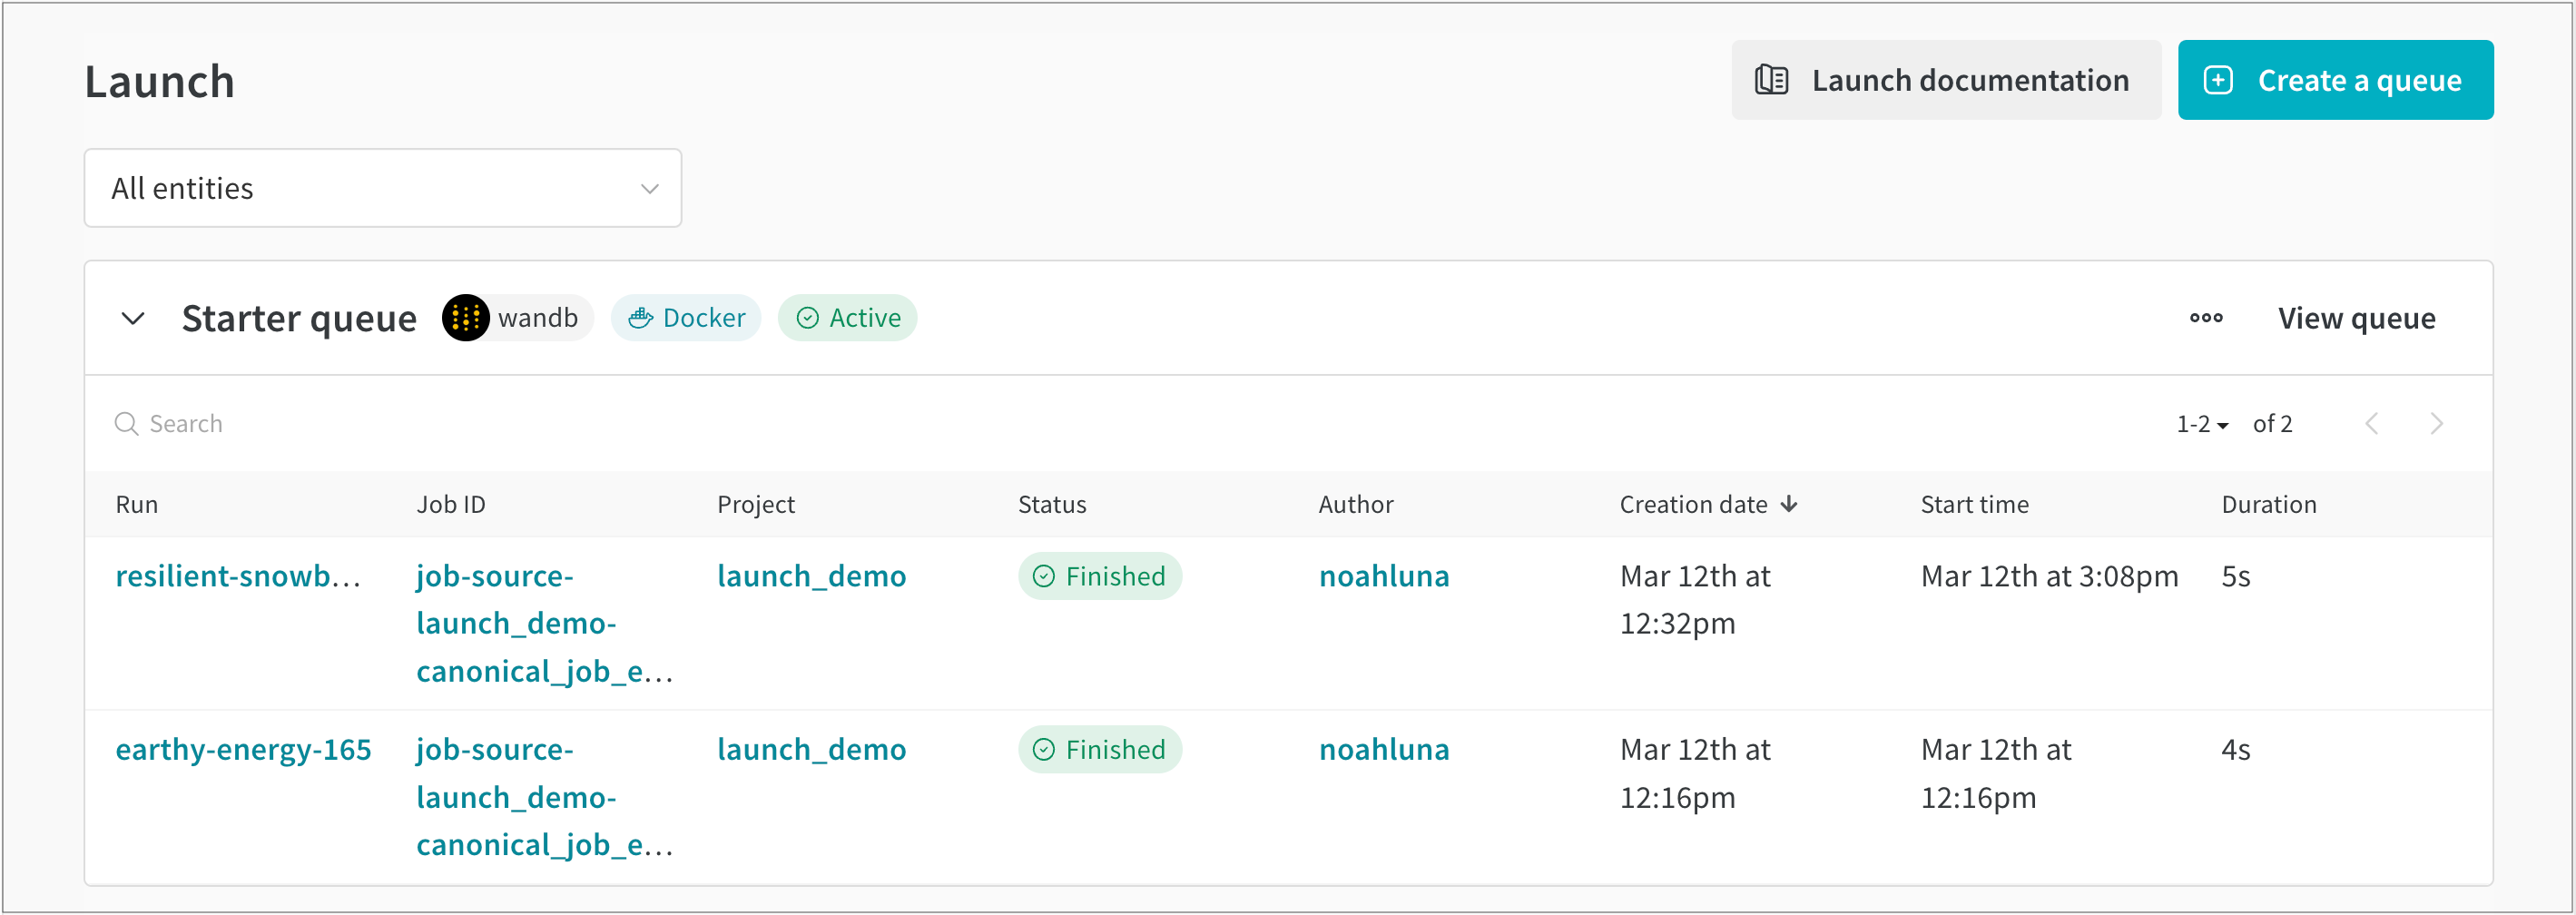 Launch
Launch documentation
Create a queue
All entities
Starter queue wandb Docker Active
View queue
Search
1-2 of 2
Run Job ID Project Status Author Creation date Start time Duration
resilient-snowb... job-source- launch_demo Finished noahluna Mar 12th at Mar 12th at 3:08pm 5s
launch_demo- 12:32pm
canonical_job_e...
earthy-energy-165 job-source- launch_demo Finished noahluna Mar 12th at Mar 12th at 4s
launch_demo- 12:16pm 12:16pm
canonical_job_e...